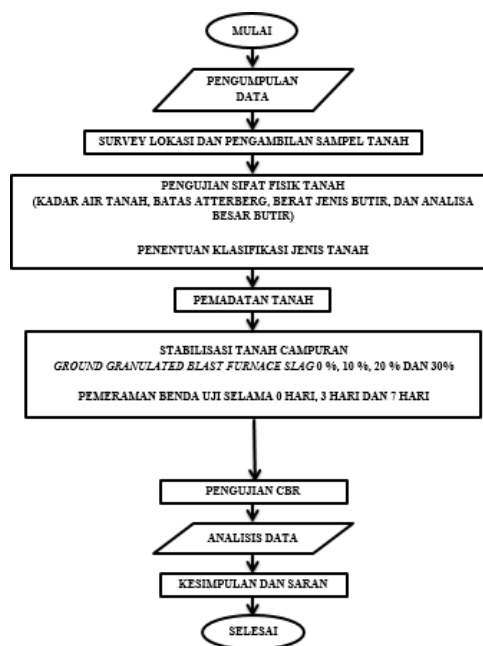 MULAI
PENGUMPULAN
DATA
SURVEY LOKASI DAN PENGAMBILAN SAMPEL TANAH
PENGUJIAN SIFAT FISIK TANAH
(KADAR AIR TANAH, BATAS ATTERBERG, BERAT JENIS BUTIR, DAN ANALISA
BESAR BUTIR)
PENENTUAN KLASIFIKASI JENIS TANAH
PEMADATAN TANAH
STABILISASI TANAH CAMPURAN
GROUND GRANULATED BLAST FURNACE SLAG 0 %, 10 %, 20 % DAN 30%
PEMERAMAN BENDA UJI SELAMA 0 HARI, 3 HARI DAN 7 HARI
PENGUJIAN CBR
ANALISIS DATA
KESIMPULAN DAN SARAN
SELESAI